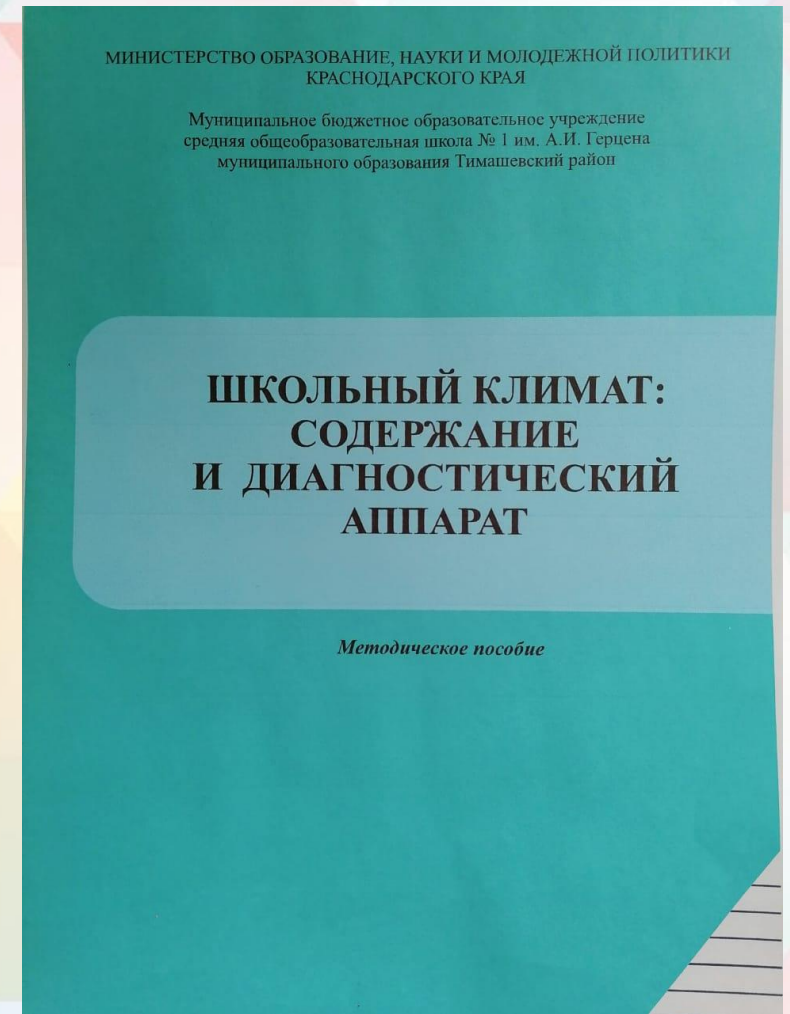 МИНИСТЕРСТВО ОБРАЗОВАНИЕ, НАУКИ И МОЛОДЕЖНОЙ ПОЛИТИКИ
КРАСНОДАРСКОГО КРАЯ
Муниципальное бюджетное образовательное учреждение
средняя общеобразовательная школа № 1 им. А.И. Герцена
муниципального образования Тимашевский район
ШКОЛЬНЫЙ КЛИМАТ:
СОДЕРЖАНИЕ
И ДИАГНОСТИЧЕСКИЙ
АППАРАТ
Методическое пособие